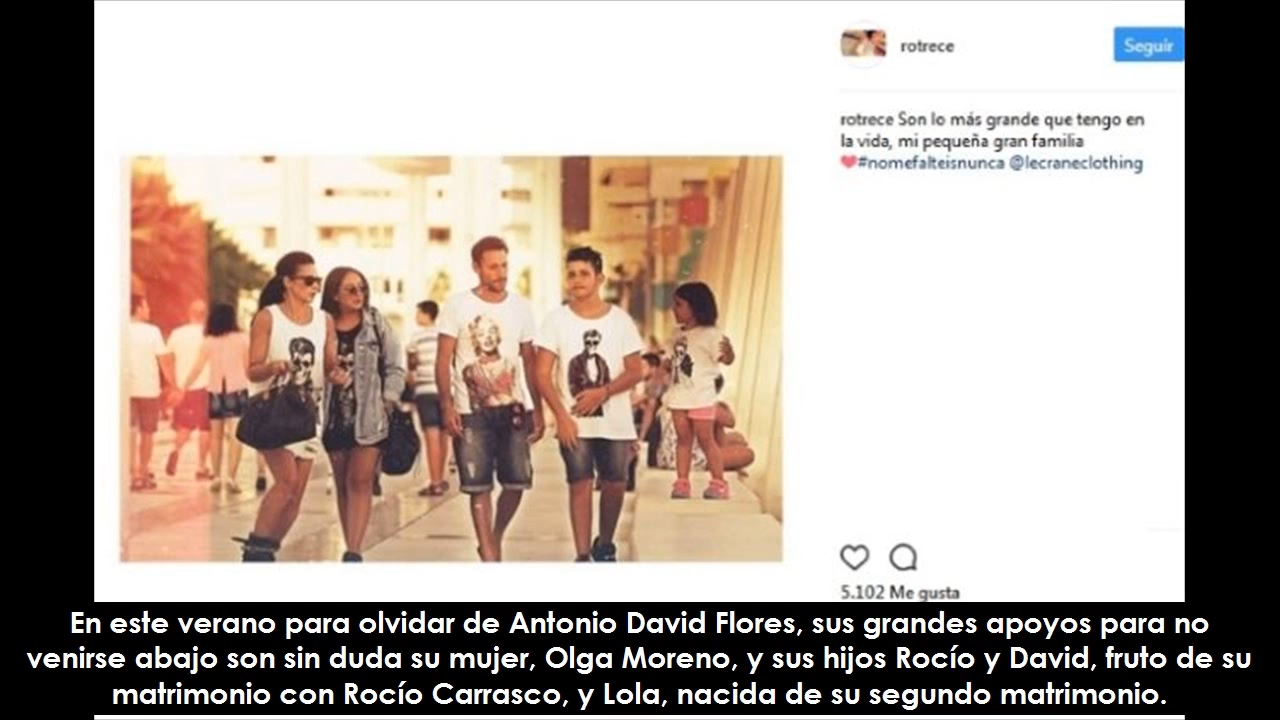 rotrece
Seguir
rotrece Son lo más grande que tengo en
la vida, mi pequeña gran familia
❤#nomefalteisnunca @lecraneclothing
5.102 Me gusta
En este verano para olvidar de Antonio David Flores, sus grandes apoyos para no
venirse abajo son sin duda su mujer, Olga Moreno, y sus hijos Rocío y David, fruto de su
matrimonio con Rocío Carrasco, y Lola, nacida de su segundo matrimonio.